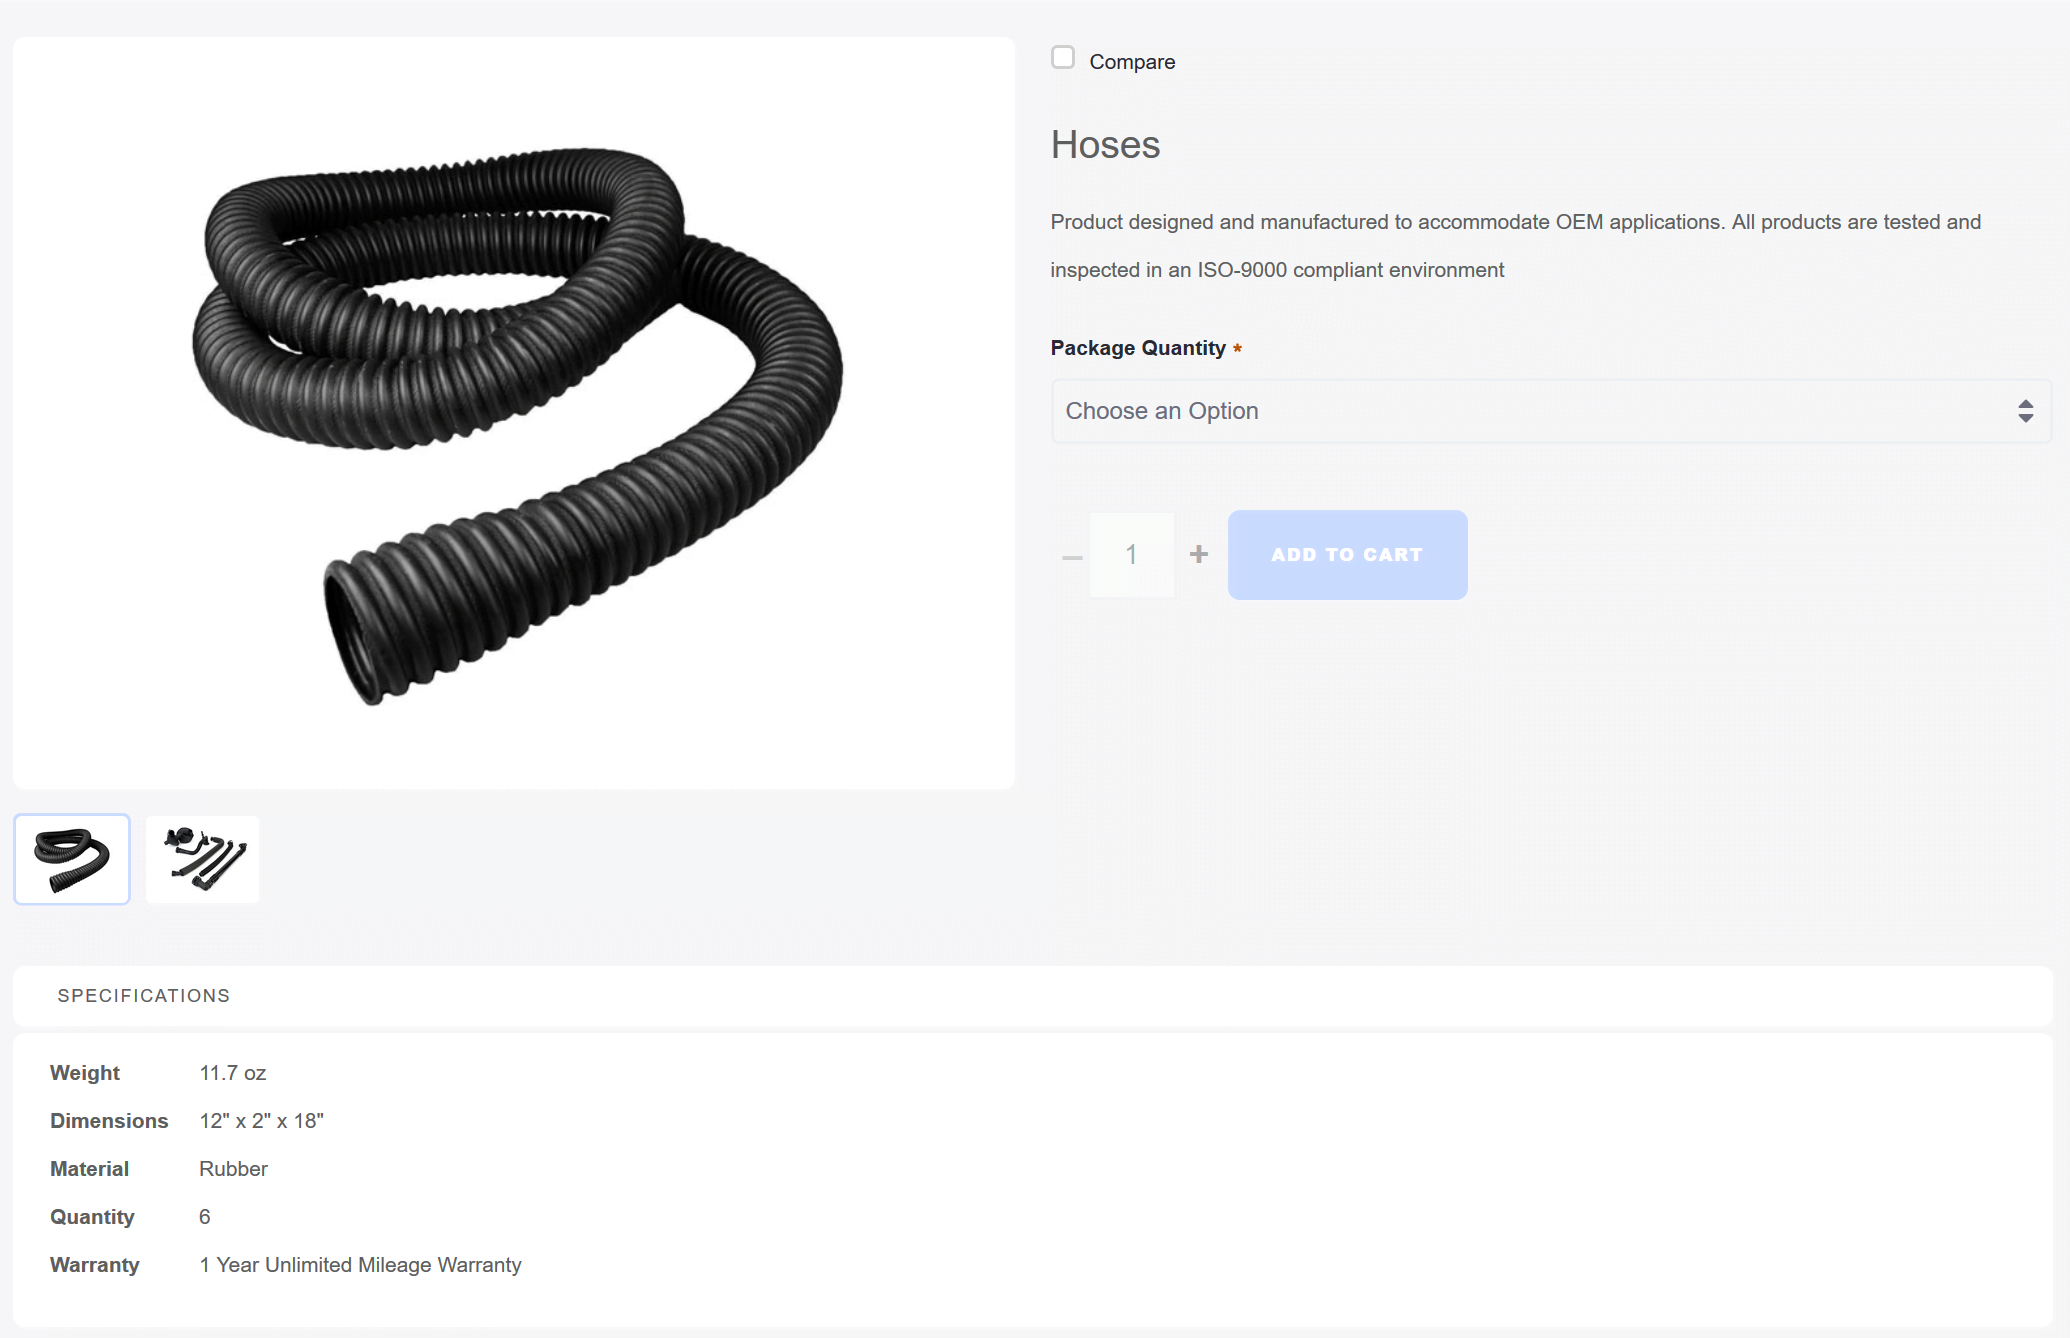 Compare
Hoses
Product designed and manufactured to accommodate OEM applications. All products are tested and
inspected in an ISO-9000 compliant environment
Package Quantity *
Choose an Option
– 1 + ADD TO CART
SPECIFICATIONS
Weight 11.7 oz
Dimensions 12" x 2" x 18"
Material Rubber
Quantity 6
Warranty 1 Year Unlimited Mileage Warranty